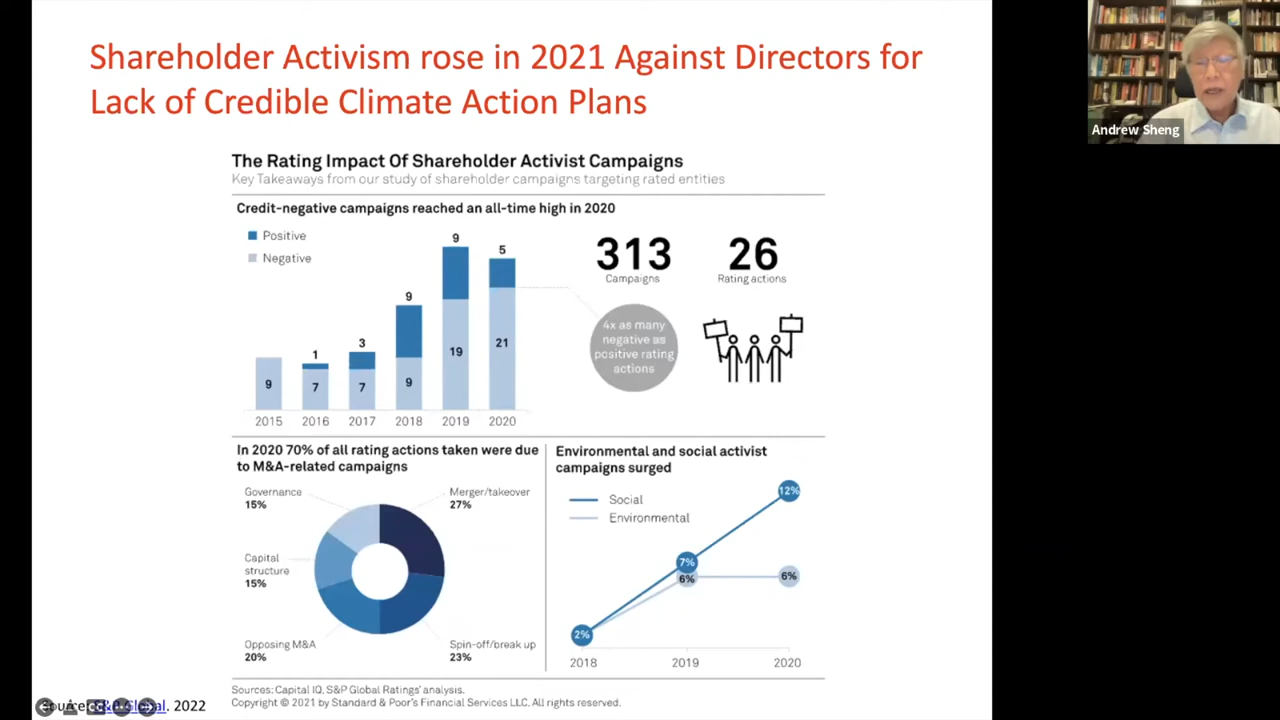 Shareholder Activism rose in 2021 Against Directors for
Lack of Credible Climate Action Plans
Andrew Sheng
The Rating Impact Of Shareholder Activist Campaigns
Key Takeaways from our study of shareholder campaigns targeting rated entities
Credit-negative campaigns reached an all-time high in 2020
Positive
Negative
9
1
7
3
7
9
9
9
19
5
21
2015 2016 2017 2018 2019 2020
313
Campaigns
26
Rating actions
4x as many
negative as
positive rating
actions
In 2020 70% of all rating actions taken were due
to M&A-related campaigns
Governance
15%
Merger/takeover
27%
Capital
structure
15%
Opposing M&A
20%
Spin-off/break up
23%
Environmental and social activist
campaigns surged
Social
Environmental
12%
7%
6%
6%
2%
2018 2019 2020
Sources: Capital IQ, S&P Global Ratings' analysis.
Copyright © 2021 by Standard & Poor's Financial Services LLC. All rights reserved.
Global. 2022